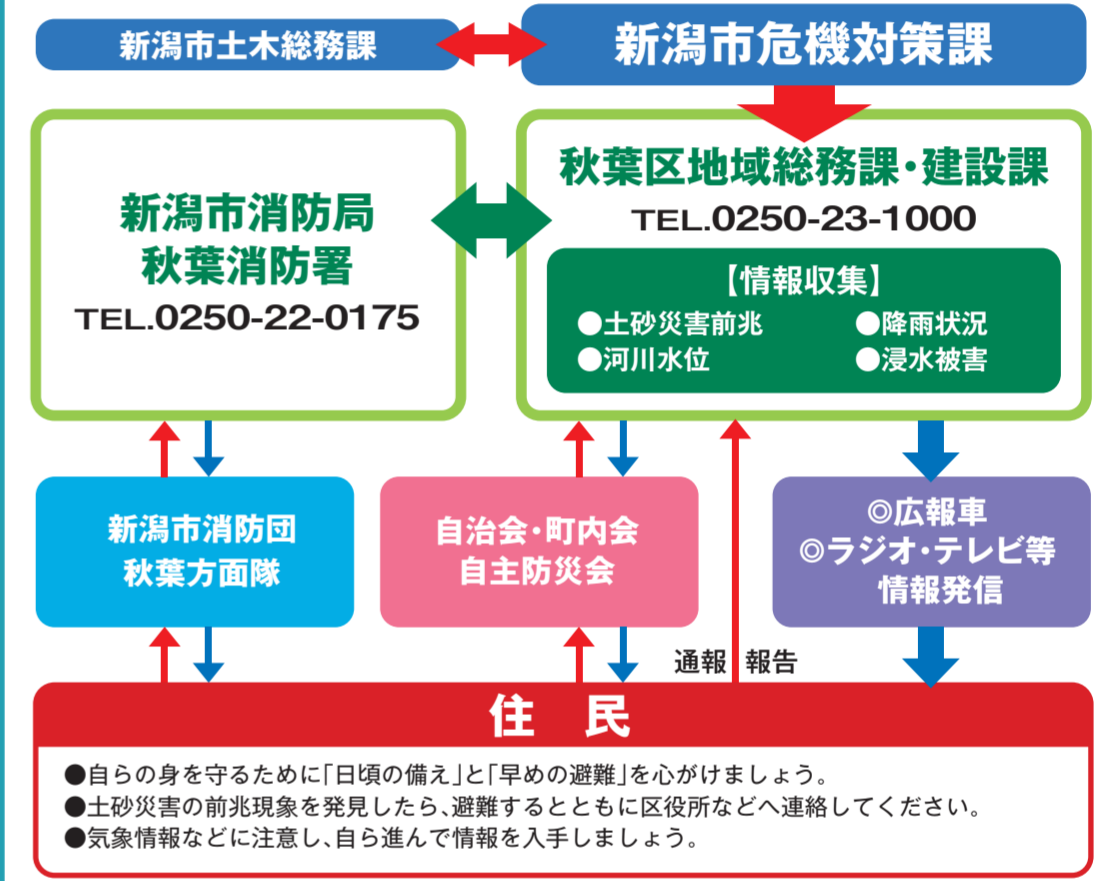 新潟市土木総務課
新潟市危機対策課
新潟市消防局
秋葉消防署
TEL.0250-22-0175
秋葉区地域総務課・建設課
TEL.0250-23-1000
【情報収集】
●土砂災害前兆 ●降雨状況
●河川水位 ●浸水被害
新潟市消防団
秋葉方面隊
自治会・町内会
自主防災会
◎広報車
◎ラジオ・テレビ等
情報発信
通報 報告
住 民
●自らの身を守るために「日頃の備え」と「早めの避難」を心がけましょう。
●土砂災害の前兆現象を発見したら、避難するとともに区役所などへ連絡してください。
●気象情報などに注意し、自ら進んで情報を入手しましょう。